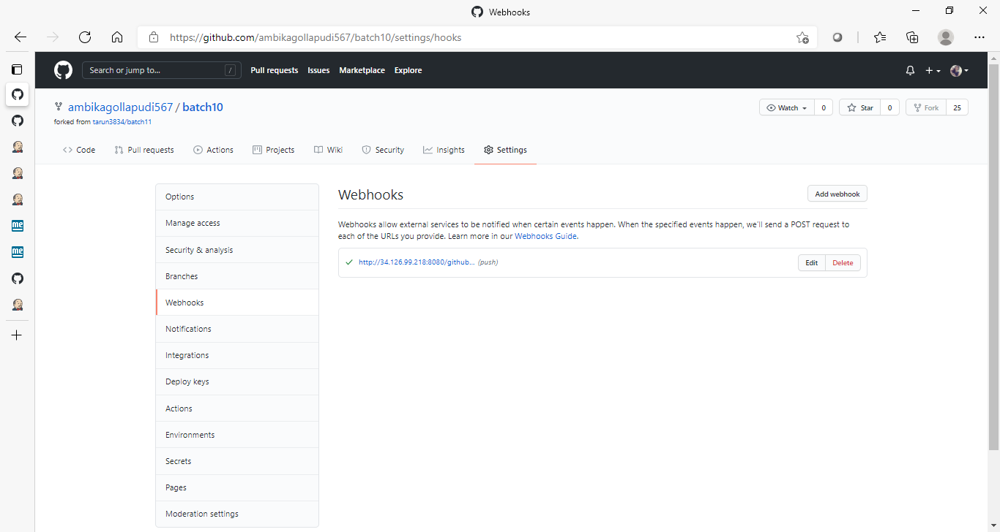 Webhooks
https://github.com/ambikagollapudi567/batch10/settings/hooks
Search or jump to... / Pull requests Issues Marketplace Explore
ambikagollapudi567 / batch10
forked from tarun3834/batch11
Watch 0 Star 0 Fork 25
Code Pull requests Actions Projects Wiki Security Insights Settings
Options
Manage access
Security & analysis
Branches
Webhooks
Notifications
Integrations
Deploy keys
Actions
Environments
Secrets
Pages
Moderation settings
Webhooks
Add webhook
Webhooks allow external services to be notified when certain events happen. When the specified events happen, we'll send a POST request to
each of the URLs you provide. Learn more in our Webhooks Guide.
http://34.126.99.218:8080/github... (push) Edit Delete
me
me